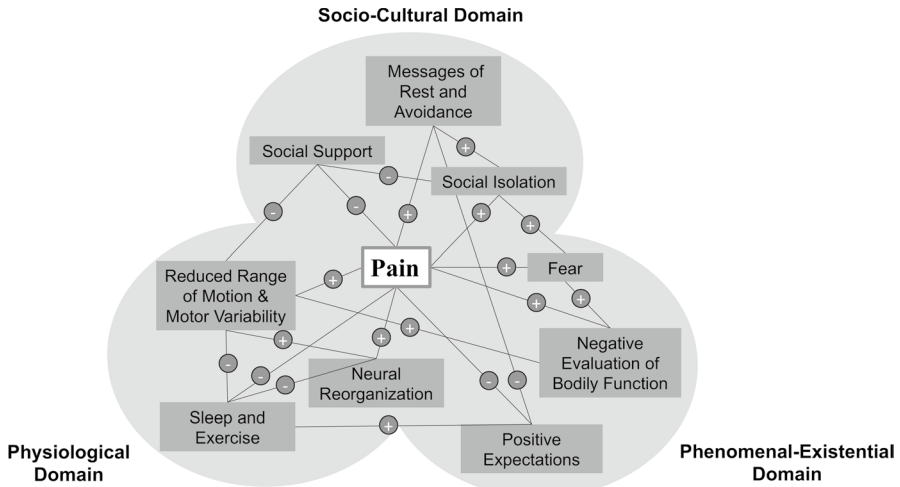 Socio-Cultural Domain
Messages of
Rest and
Avoidance
+
Social Support
-
Social Isolation
-
-
+
+
+
Pain
+
Fear
Reduced Range
of Motion &
Motor Variability
+
+
+
+
+
+
Negative
Evaluation of
Bodily Function
-
-
-
Neural
Reorganization
-
-
Sleep and
Exercise
+
Positive
Expectations
Physiological
Domain
Phenomenal-Existential
Domain